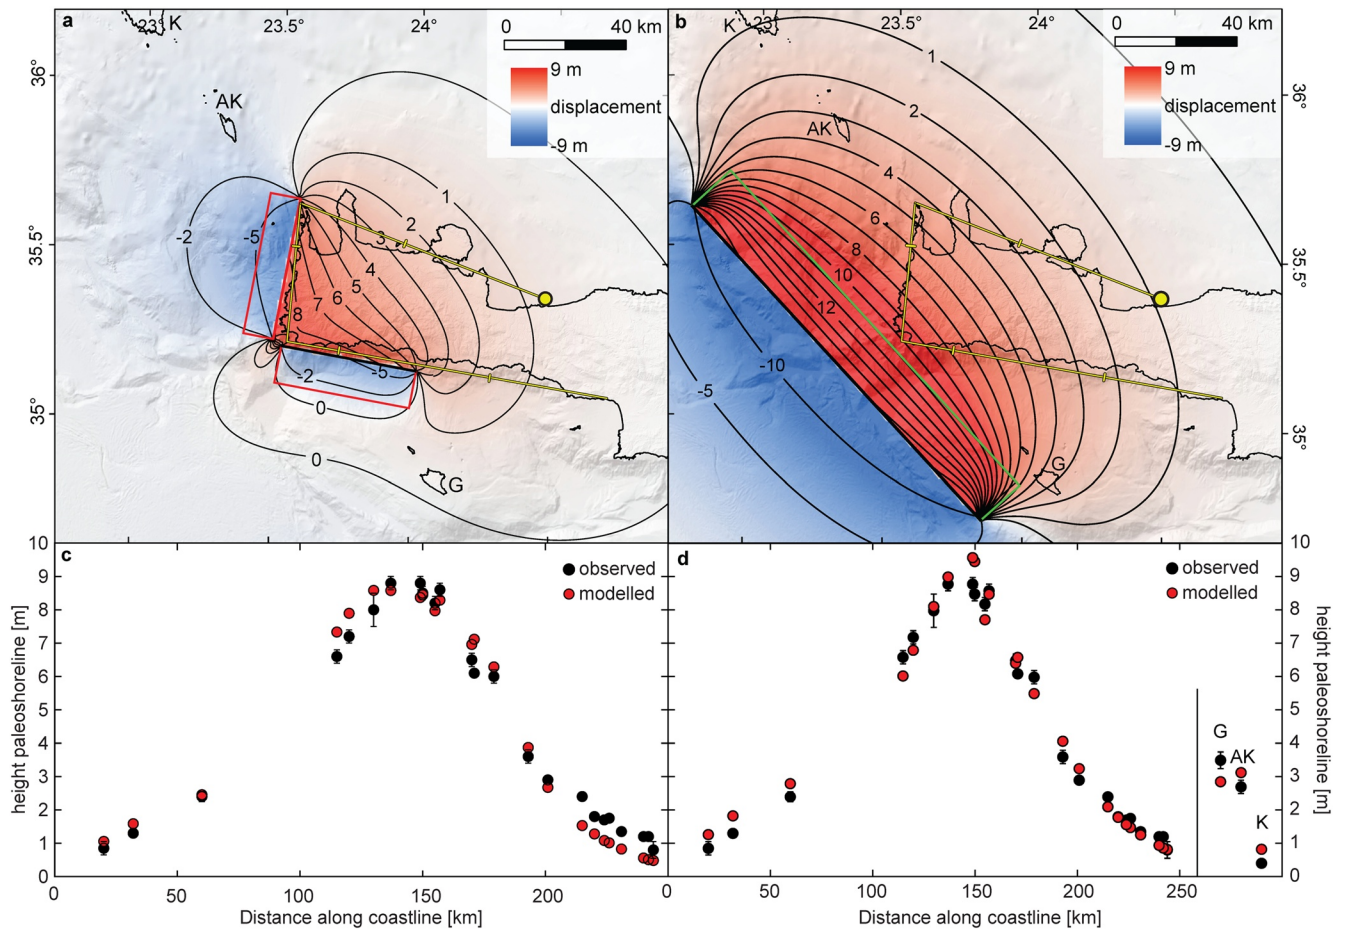 a
K
23.5°
24°
0 40 km
9 m
displacement
-9 m
36°
35.5°
35°
AK
1
2
3
4
5
6
7
8
-2
-5
-2
-5
0
0
G
b
K
23°
23.5°
24°
0 40 km
9 m
displacement
-9 m
36°
35.5°
35°
AK
1
2
4
6
8
10
12
-10
-5
G
c
observed
modelled
10
9
8
7
6
5
4
3
2
1
0
height paleoshoreline [m]
0 50 100 150 200
Distance along coastline [km]
d
observed
modelled
G
AK
K
10
9
8
7
6
5
4
3
2
1
0
height paleoshoreline [m]
0 50 100 150 200 250
Distance along coastline [km]